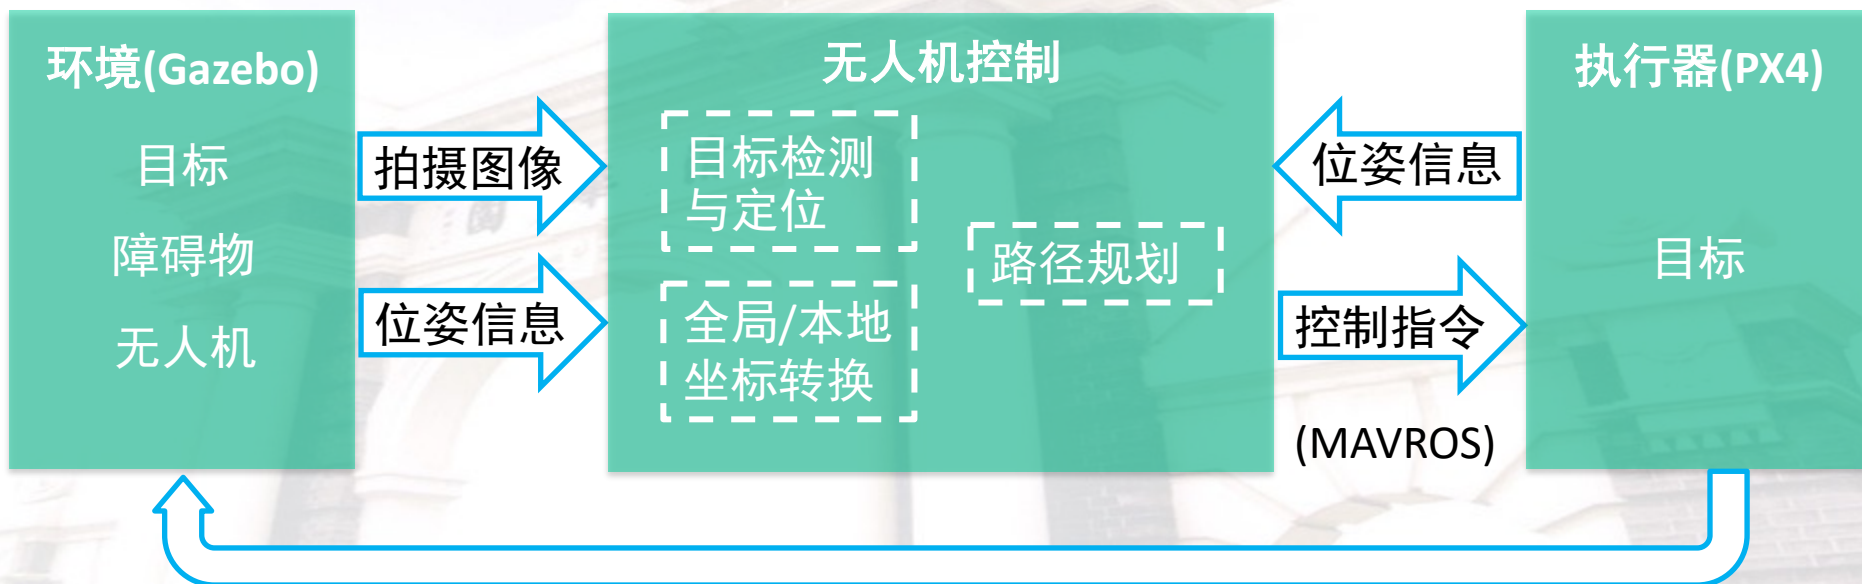 环境(Gazebo)
目标
障碍物
无人机
拍摄图像
位姿信息
无人机控制
目标检测
与定位
全局/本地
坐标转换
路径规划
位姿信息
控制指令
(MAVROS)
执行器(PX4)
目标